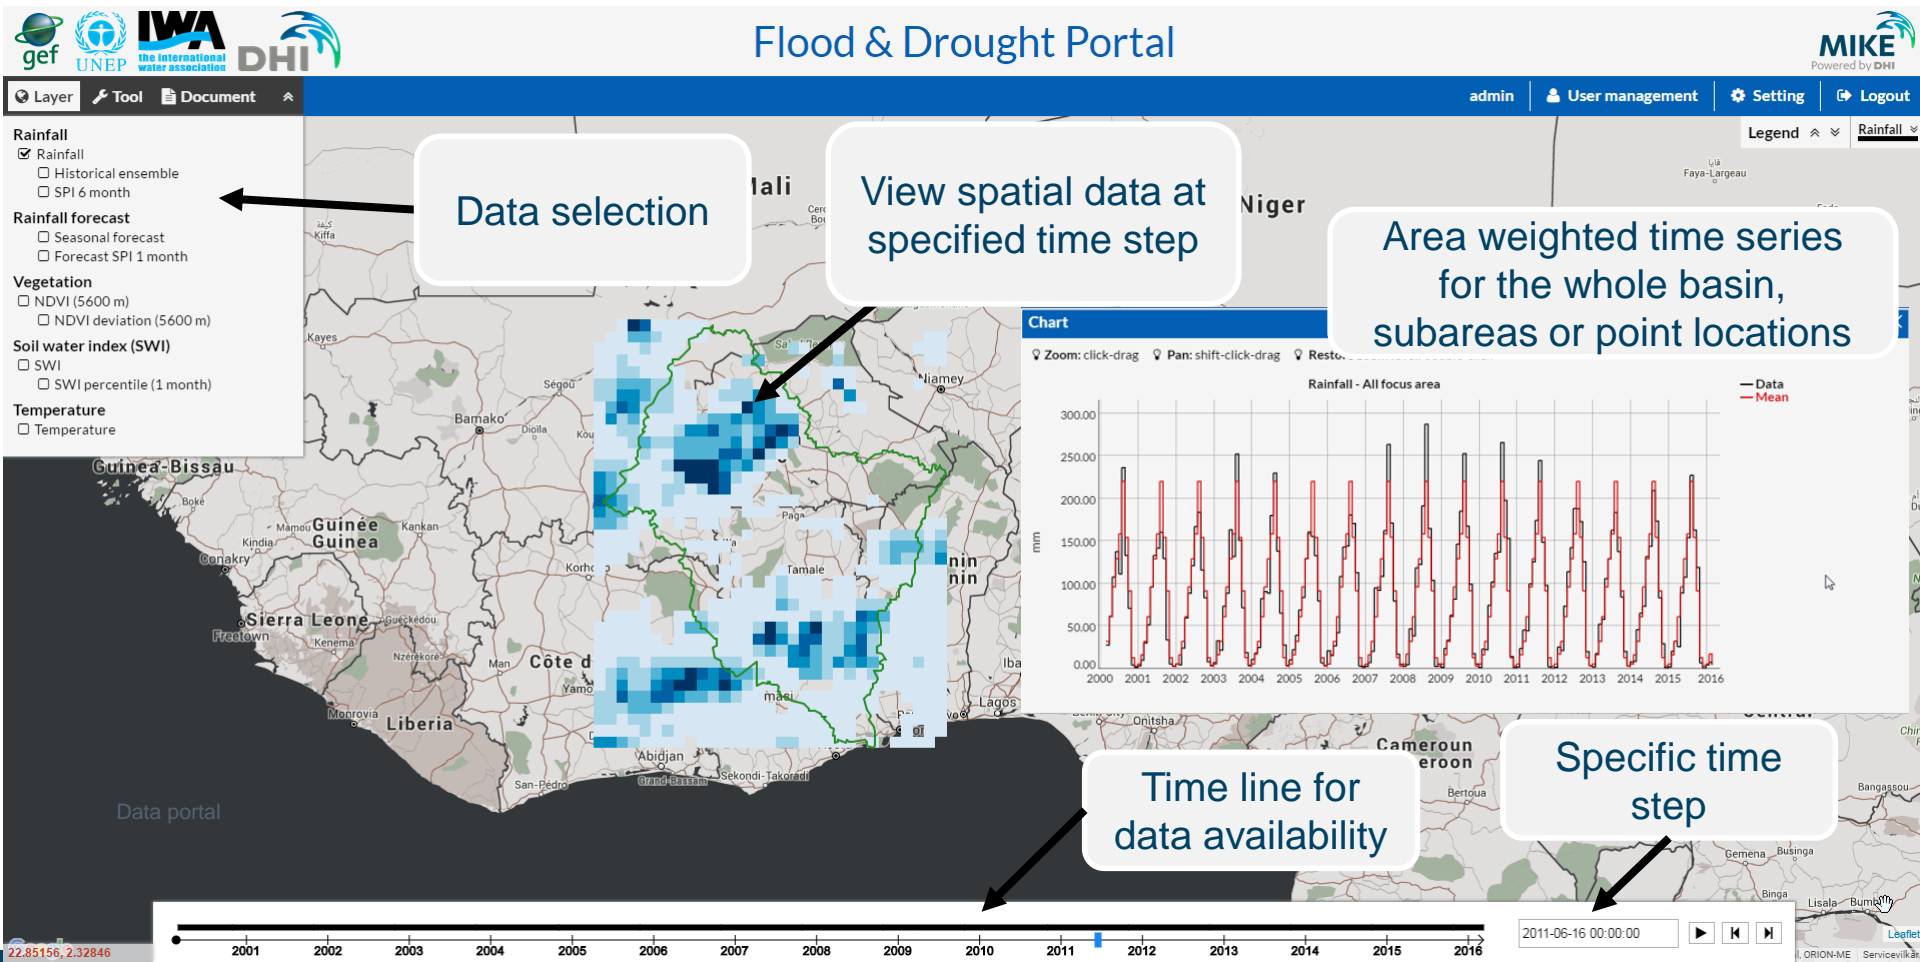 gef
UNEP
IWA
the international
water association
DHI
Flood & Drought Portal
MIKE
Powered by DHI
Layer
Tool
Document
admin
User management
Setting
Logout
Rainfall
Rainfall
Historical ensemble
SPI 6 month
Rainfall forecast
Seasonal forecast
Forecast SPI 1 month
Vegetation
NDVI (5600 m)
NDVI deviation (5600 m)
Soil water index (SWI)
SWI
SWI percentile (1 month)
Temperature
Temperature
Legend
Rainfall
Data selection
View spatial data at
specified time step
Area weighted time series
for the whole basin,
subareas or point locations
Niger
Faya-Largeau
Kiffa
Kayes
Ségou
Bamako
Dioïla
Niamey
Guinea-Bissau
Boké
Mamou
Guinée
Guinea
Kankan
Kindia
Conakry
Sierra Leone
Guéckédou
Freetown
Kenema
Nzérékoré
Man
Monrovia
Liberia
San-Pédro
Abidjan
Grand-Bassam
Sekondi-Takoradi
Paga
Tamale
Lagos
Chart
Zoom: click-drag
Pan: shift-click-drag
Rainfall - All focus area
Data
Mean
300.00
250.00
200.00
150.00
100.00
50.00
0.00
mm
2000 2001 2002 2003 2004 2005 2006 2007 2008 2009 2010 2011 2012 2013 2014 2015 2016
Onitsha
Cameroun
Bertoua
Bangassou
Gemena
Businga
Binga
Lisala
Data portal
Time line for
data availability
Specific time
step
2001 2002 2003 2004 2005 2006 2007 2008 2009 2010 2011 2012 2013 2014 2015 2016
2011-06-16 00:00:00
22.85156, 2.32846
Leaflet
ORION-ME